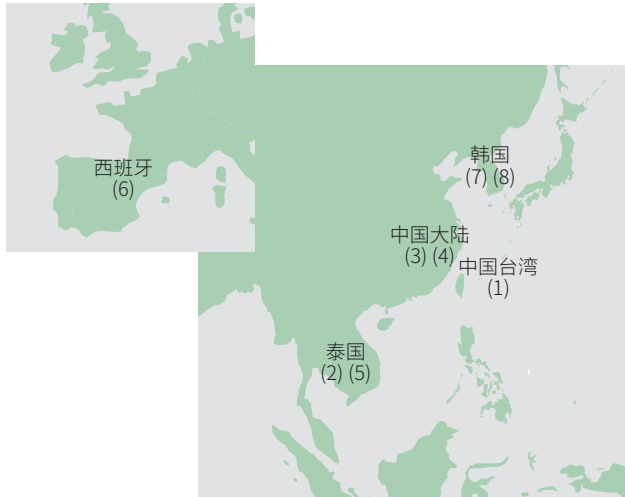 西班牙
(6)
韩国
(7) (8)
中国大陆
(3) (4)
中国台湾
(1)
泰国
(2) (5)